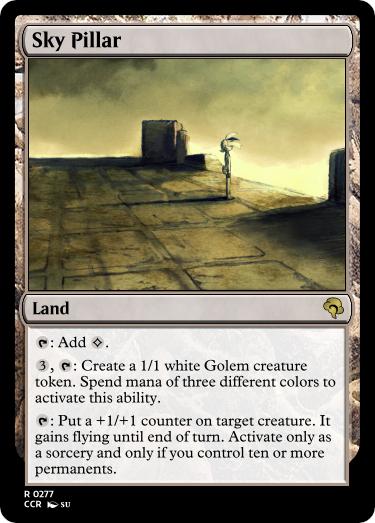 Sky Pillar
Land
: Add .
3, : Create a 1/1 white Golem creature
token. Spend mana of three different colors to
activate this ability.
: Put a +1/+1 counter on target creature. It
gains flying until end of turn. Activate only as
a sorcery and only if you control ten or more
permanents.
R 0277
CCR SU